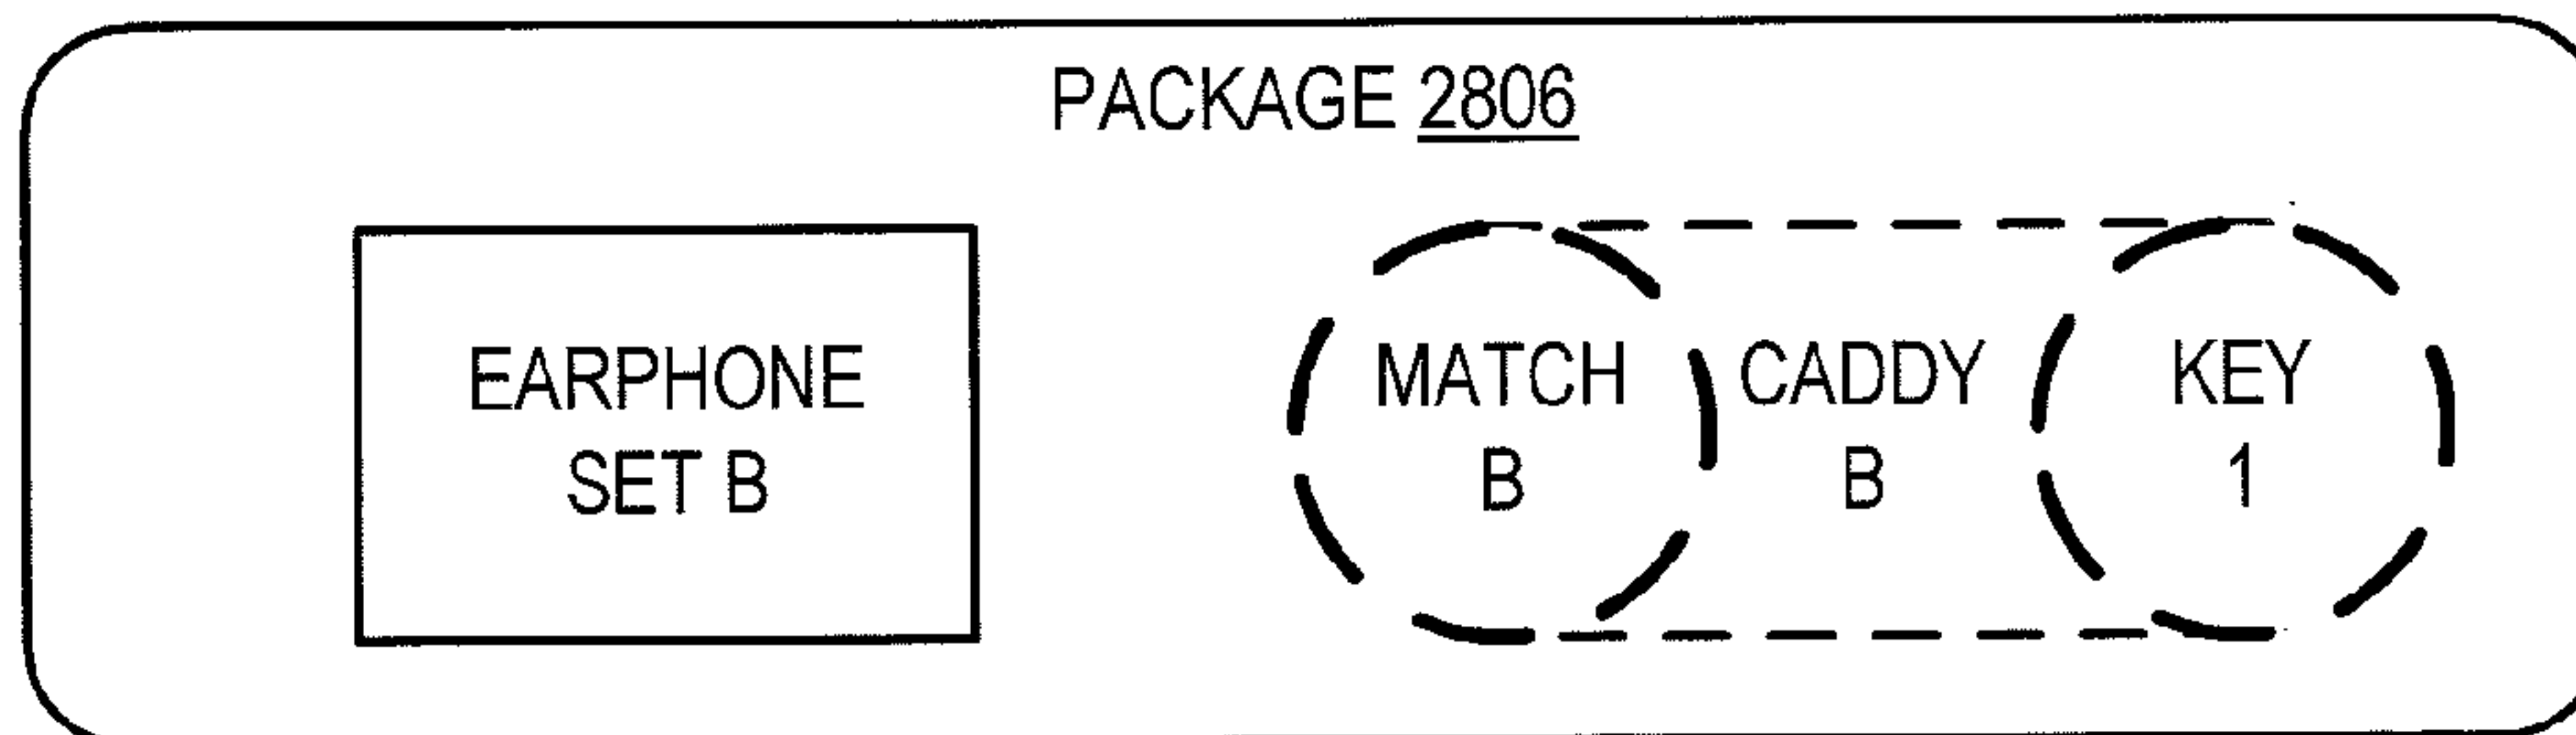 PACKAGE 2806
EARPHONE
SET B
MATCH
B
CADDY
B
KEY
1